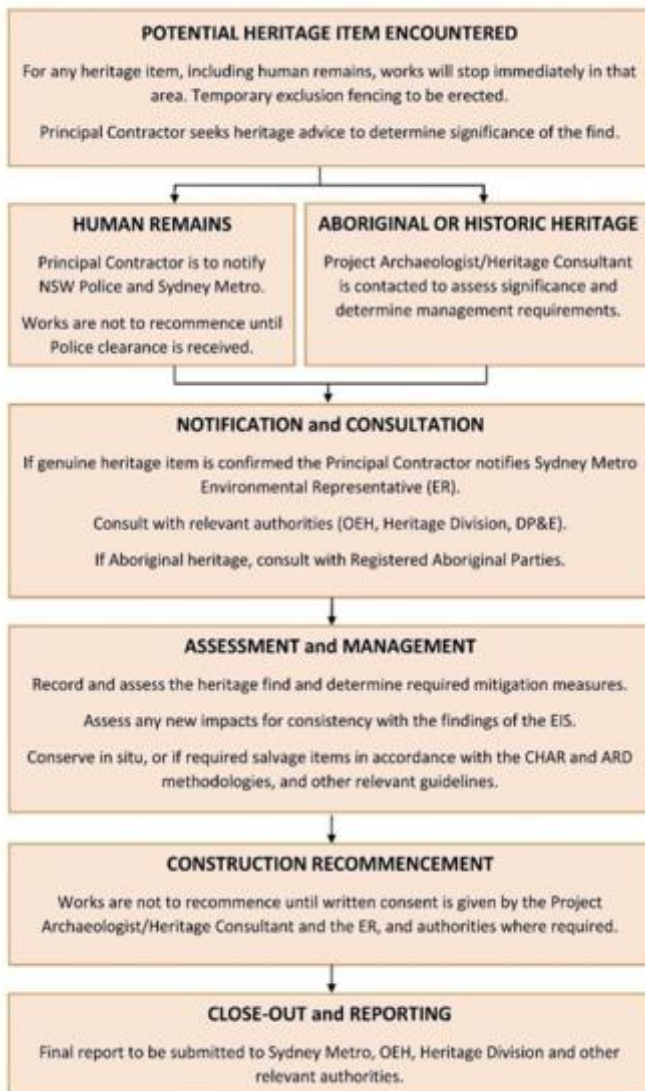 POTENTIAL HERITAGE ITEM ENCOUNTERED
For any heritage item, including human remains, works will stop immediately in that
area. Temporary exclusion fencing to be erected.
Principal Contractor seeks heritage advice to determine significance of the find.
HUMAN REMAINS
Principal Contractor is to notify
NSW Police and Sydney Metro.
Works are not to recommence until
Police clearance is received.
ABORIGINAL OR HISTORIC HERITAGE
Project Archaeologist/Heritage Consultant
is contacted to assess significance and
determine management requirements.
NOTIFICATION and CONSULTATION
If genuine heritage item is confirmed the Principal Contractor notifies Sydney Metro
Environmental Representative (ER).
Consult with relevant authorities (OEH, Heritage Division, DP&E).
If Aboriginal heritage, consult with Registered Aboriginal Parties.
ASSESSMENT and MANAGEMENT
Record and assess the heritage find and determine required mitigation measures.
Assess any new impacts for consistency with the findings of the EIS.
Conserve in situ, or if required salvage items in accordance with the CHAR and ARD
methodologies, and other relevant guidelines.
CONSTRUCTION RECOMMENCEMENT
Works are not to recommence until written consent is given by the Project
Archaeologist/Heritage Consultant and the ER, and authorities where required.
CLOSE-OUT and REPORTING
Final report to be submitted to Sydney Metro, OEH, Heritage Division and other
relevant authorities.